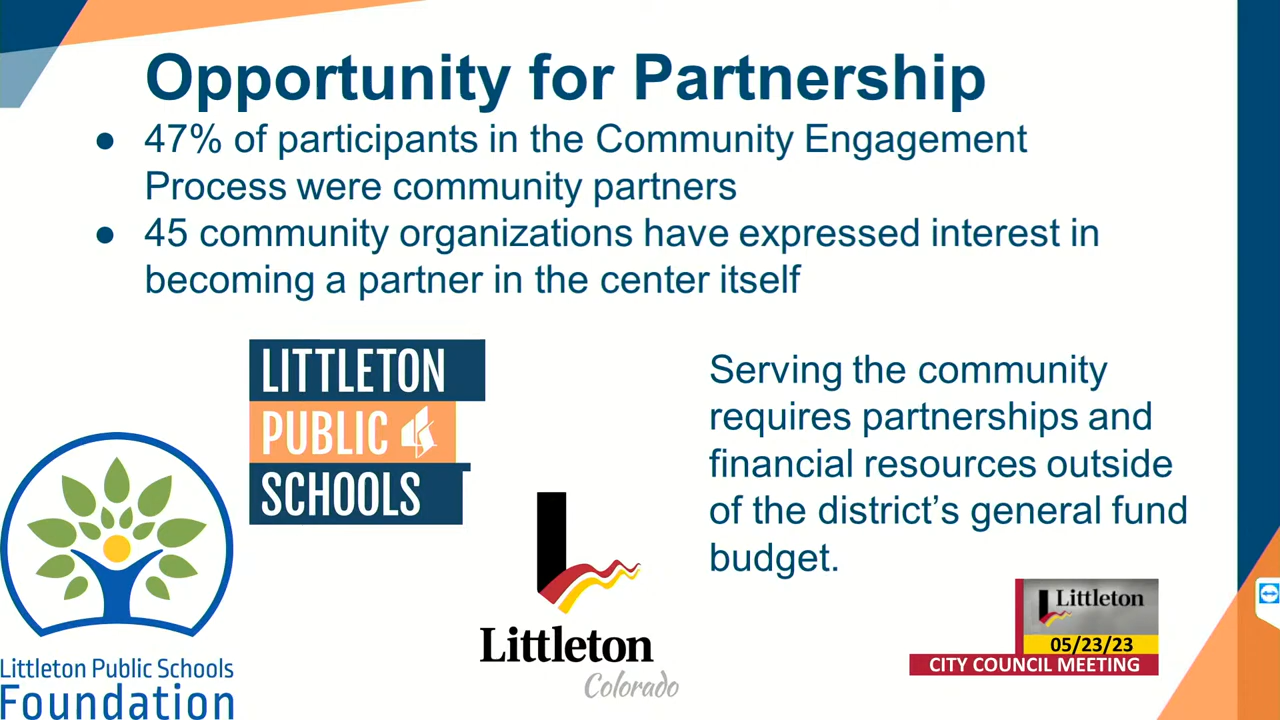 Opportunity for Partnership
● 47% of participants in the Community Engagement
Process were community partners
● 45 community organizations have expressed interest in
becoming a partner in the center itself
LITTLETON
PUBLIC
SCHOOLS
Serving the community
requires partnerships and
financial resources outside
of the district's general fund
budget.
Littleton Public Schools
Foundation
Littleton
Colorado
Littleton
05/23/23
CITY COUNCIL MEETING